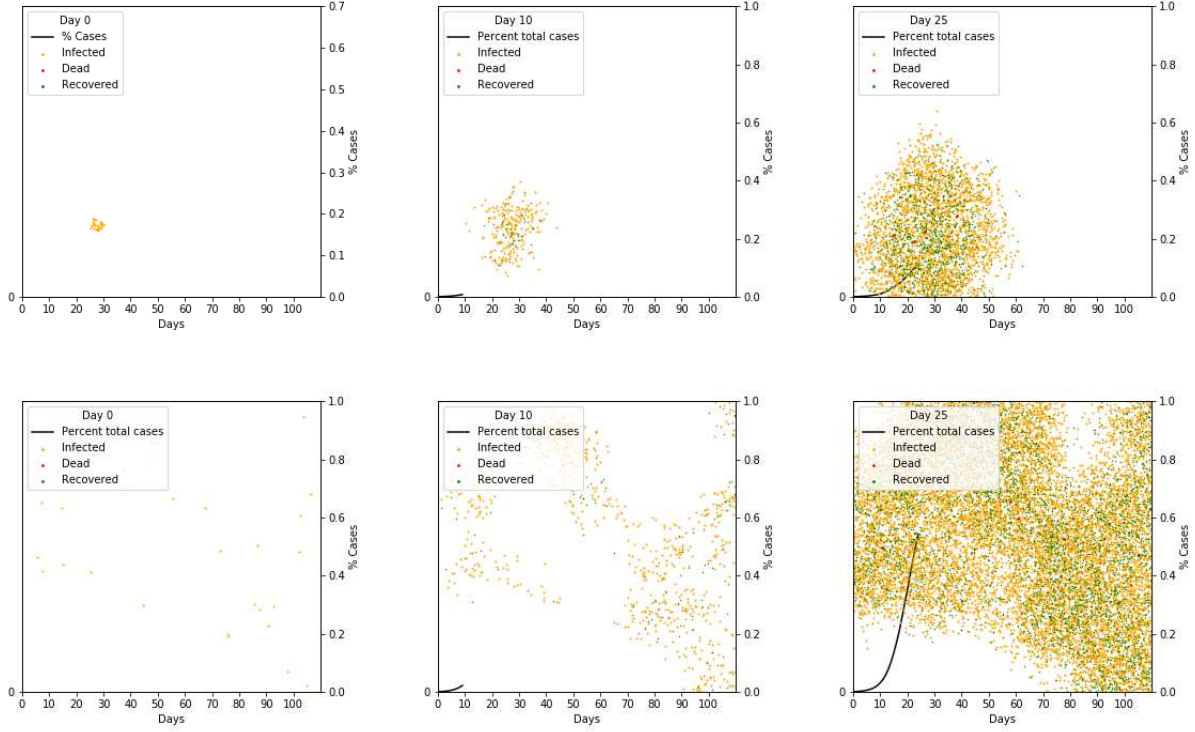 Day 0
% Cases
Infected
Dead
Recovered
0.7
0.6
0.5
0.4
0.3
0.2
0.1
0.0
% Cases
0
0 10 20 30 40 50 60 70 80 90 100
Days
Day 10
Percent total cases
Infected
Dead
Recovered
1.0
0.8
0.6
0.4
0.2
0.0
% Cases
0
0 10 20 30 40 50 60 70 80 90 100
Days
Day 25
Percent total cases
Infected
Dead
Recovered
1.0
0.8
0.6
0.4
0.2
0.0
% Cases
0
0 10 20 30 40 50 60 70 80 90 100
Days
Day 0
Percent total cases
Infected
Dead
Recovered
1.0
0.8
0.6
0.4
0.2
0.0
% Cases
0
0 10 20 30 40 50 60 70 80 90 100
Days
Day 10
Percent total cases
Infected
Dead
Recovered
1.0
0.8
0.6
0.4
0.2
0.0
% Cases
0
0 10 20 30 40 50 60 70 80 90 100
Days
Day 25
Percent total cases
Infected
Dead
Recovered
1.0
0.8
0.6
0.4
0.2
0.0
% Cases
0
0 10 20 30 40 50 60 70 80 90 100
Days